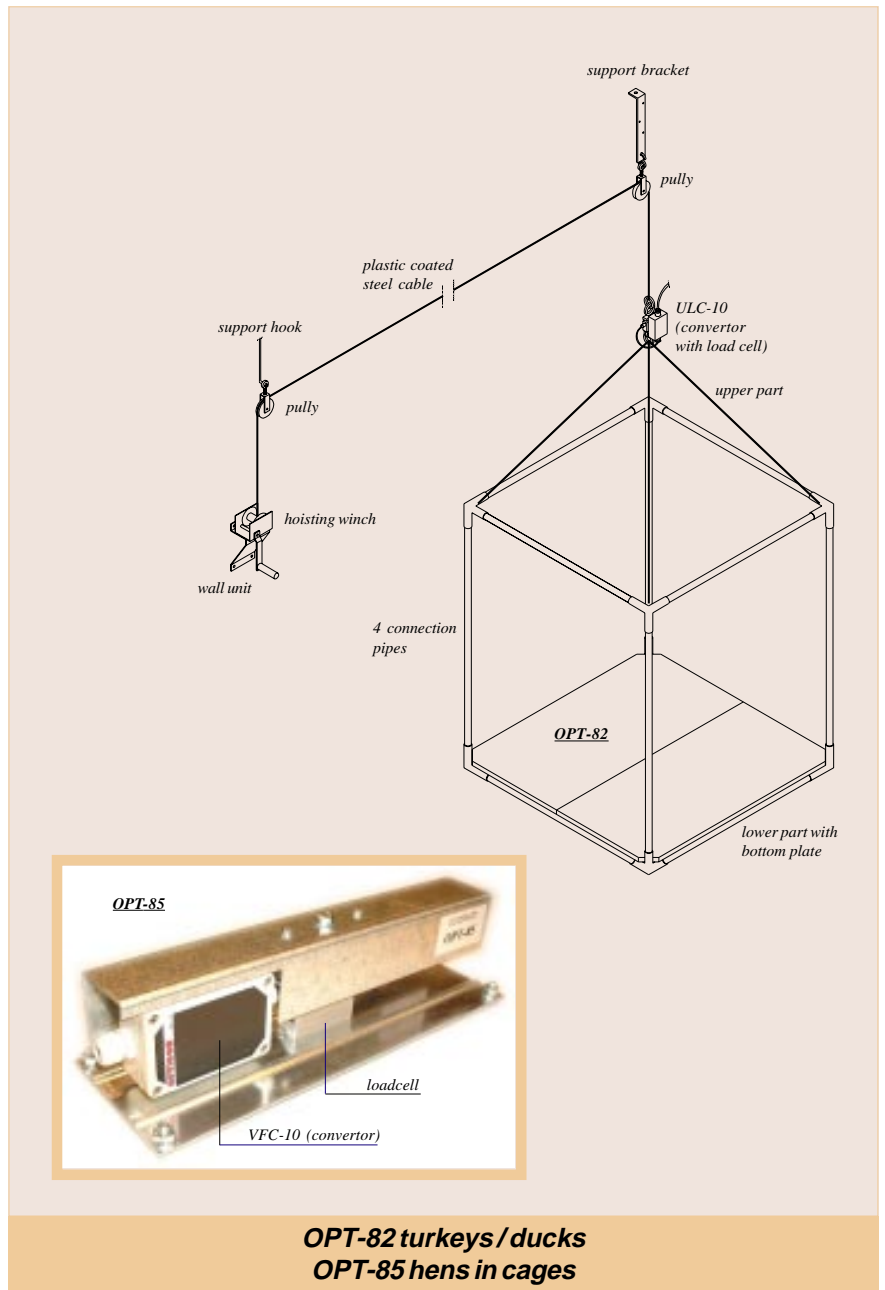 support bracket
pully
plastic coated
steel cable
ULC-10
(convertor
with load cell)
support hook
upper part
pully
hoisting winch
wall unit
4 connection
pipes
OPT-82
lower part with
bottom plate
OPT-85
OPT-85
loadcell
VFC-10 (convertor)
OPT-82 turkeys / ducks
OPT-85 hens in cages